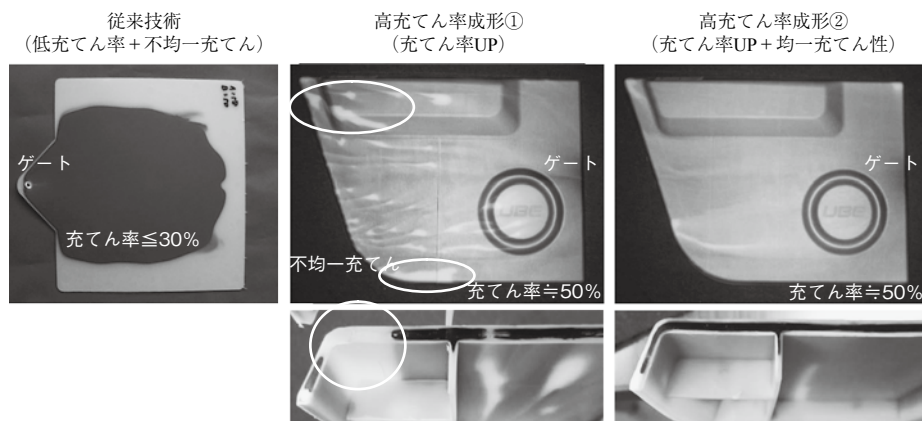 従来技術
（低充てん率＋不均一充てん）
高充てん率成形①
（充てん率UP）
高充てん率成形②
（充てん率UP＋均一充てん性）
ゲート
充てん率≦30%
ゲート
UBE
不均一充てん
充てん率≒50%
ゲート
UBE
充てん率≒50%